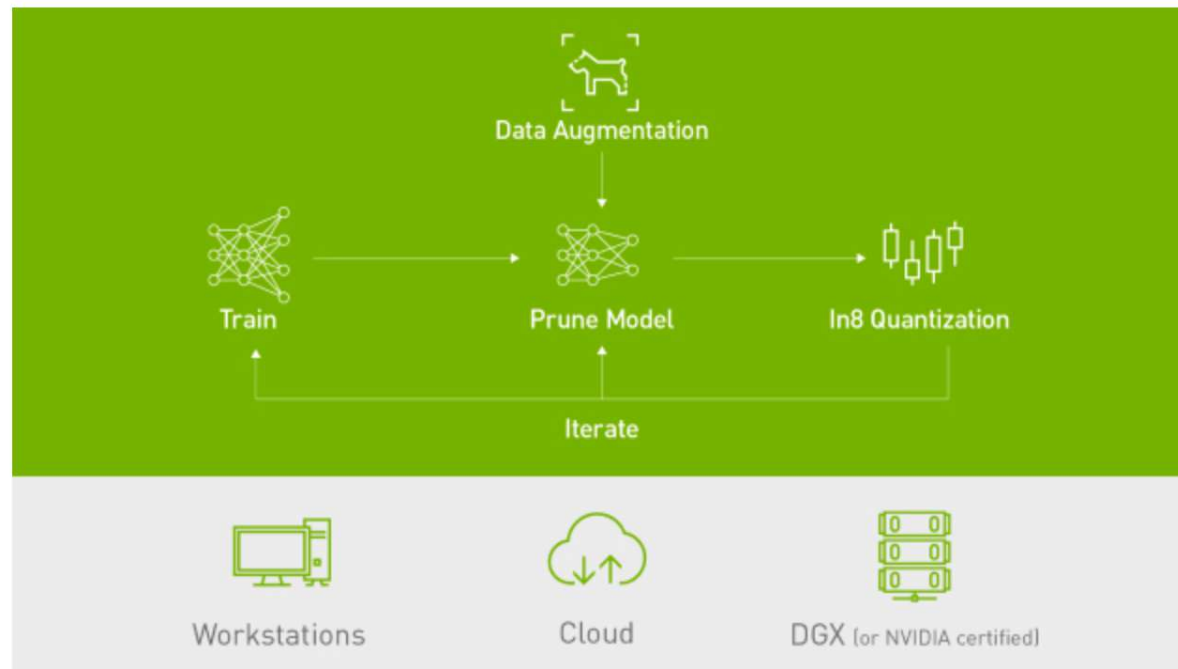 Data Augmentation
Train
Prune Model
In8 Quantization
Iterate
Workstations
Cloud
DGX (or NVIDIA certified)